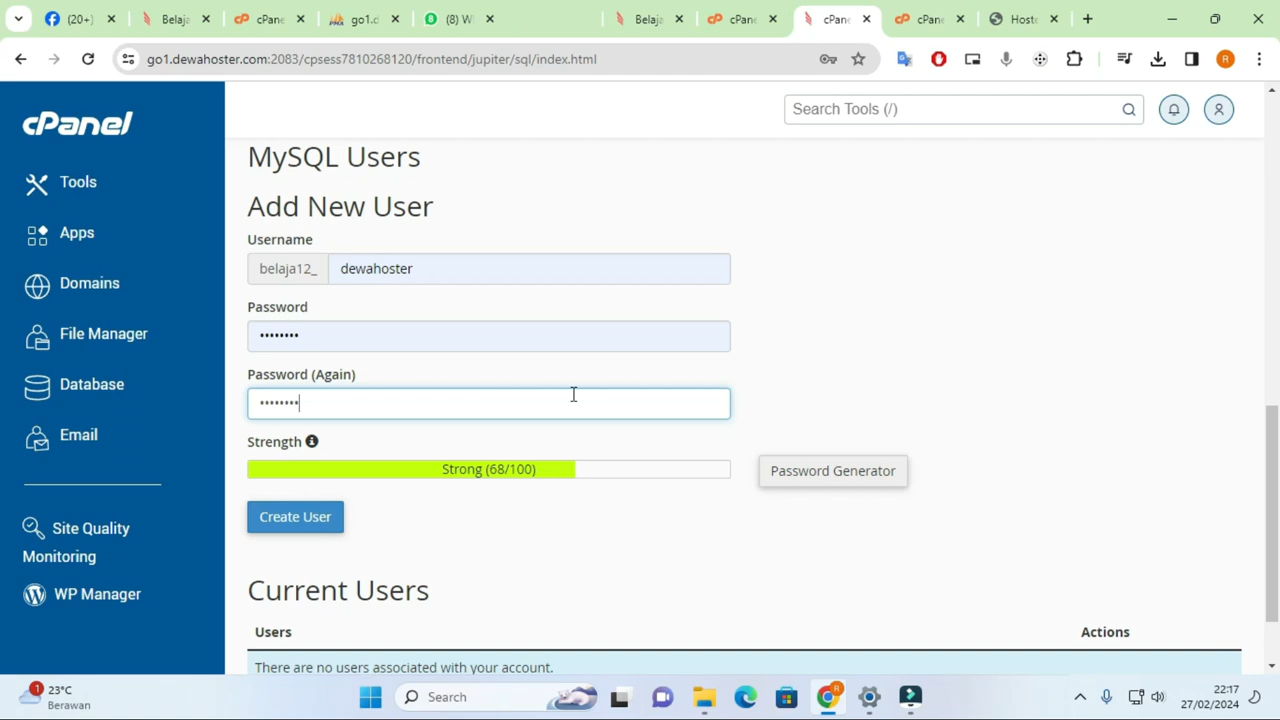 (20+)
Belaja
cPane
go1.d
(8) W
Belaja
cPane
cPane
cPane
Hoste
go1.dewahoster.com:2083/cpsess7810268120/frontend/jupiter/sql/index.html
R
cPanel
Search Tools (/)
Tools
Apps
Domains
File Manager
Database
Email
Site Quality
Monitoring
WP Manager
MySQL Users
Add New User
Username
belaja12_ dewahoster
Password
••••••••
Password (Again)
••••••••
Strength
Strong (68/100)
Password Generator
Create User
Current Users
Users Actions
There are no users associated with your account.
1
23°C
Berawan
Search
R
22:17
27/02/2024